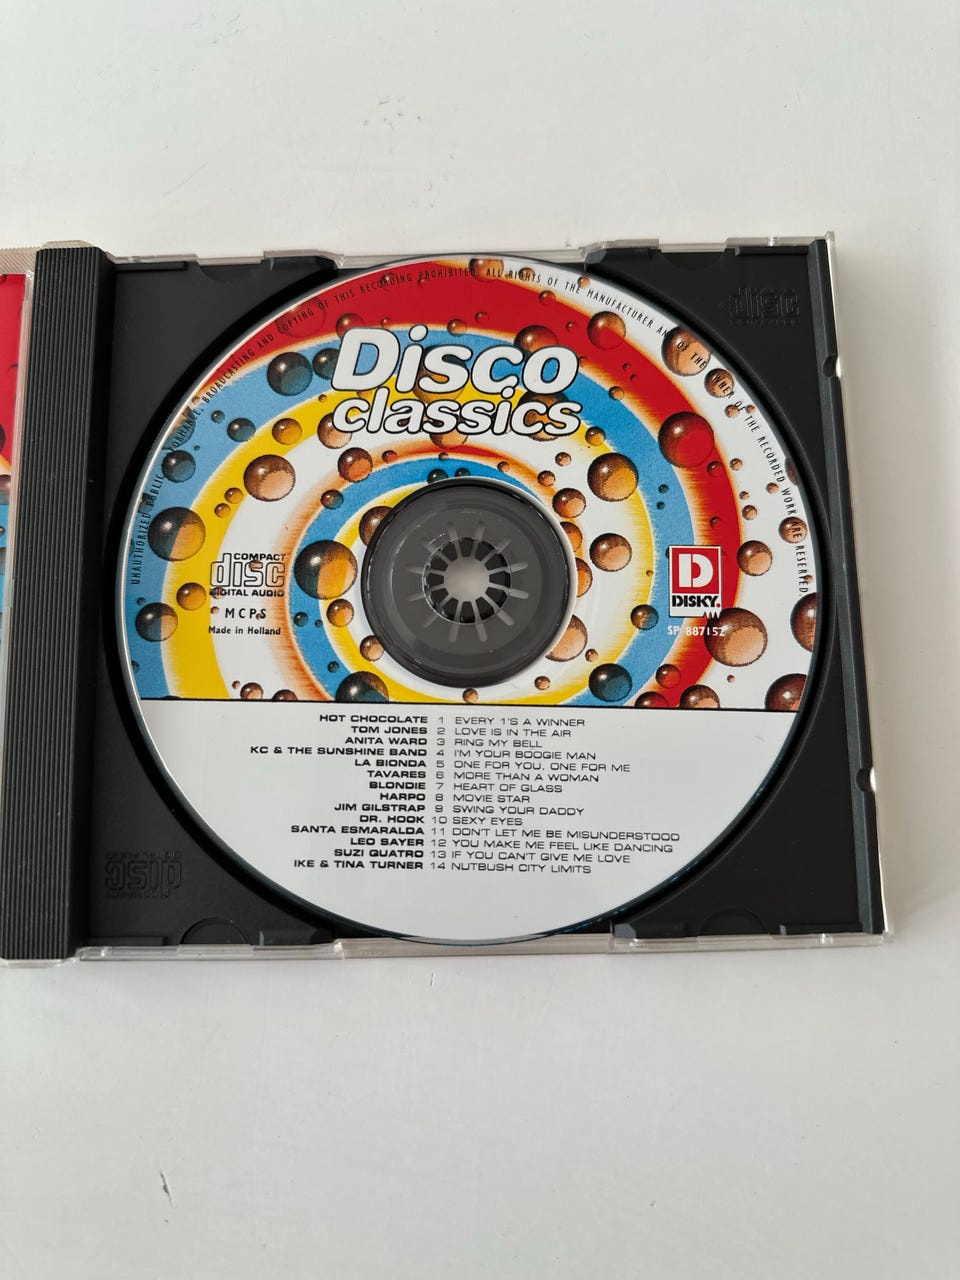 UNAUTHORIZED PUBLIC PERFORMANCE, BROADCASTING AND COPYING OF THIS RECORDING PROHIBITED. ALL RIGHTS OF THE MANUFACTURER AND OF THE OWNER OF THE RECORDED WORK ARE RESERVED.
Disco
classics
COMPACT
disc
DIGITAL AUDIO
MCPS
Made in Holland
D
DISKY.
SP 887152
HOT CHOCOLATE 1 EVERY 1'S A WINNER
TOM JONES 2 LOVE IS IN THE AIR
ANITA WARD 3 RING MY BELL
KC & THE SUNSHINE BAND 4 I'M YOUR BOOGIE MAN
LA BIONDA 5 ONE FOR YOU, ONE FOR ME
TAVARES 6 MORE THAN A WOMAN
BLONDIE 7 HEART OF GLASS
HARPO 8 MOVIE STAR
JIM GILSTRAP 9 SWING YOUR DADDY
DR. HOOK 10 SEXY EYES
SANTA ESMARALDA 11 DON'T LET ME BE MISUNDERSTOOD
LEO SAYER 12 YOU MAKE ME FEEL LIKE DANCING
SUZI QUATRO 13 IF YOU CAN'T GIVE ME LOVE
IKE & TINA TURNER 14 NUTBUSH CITY LIMITS
disc
disc